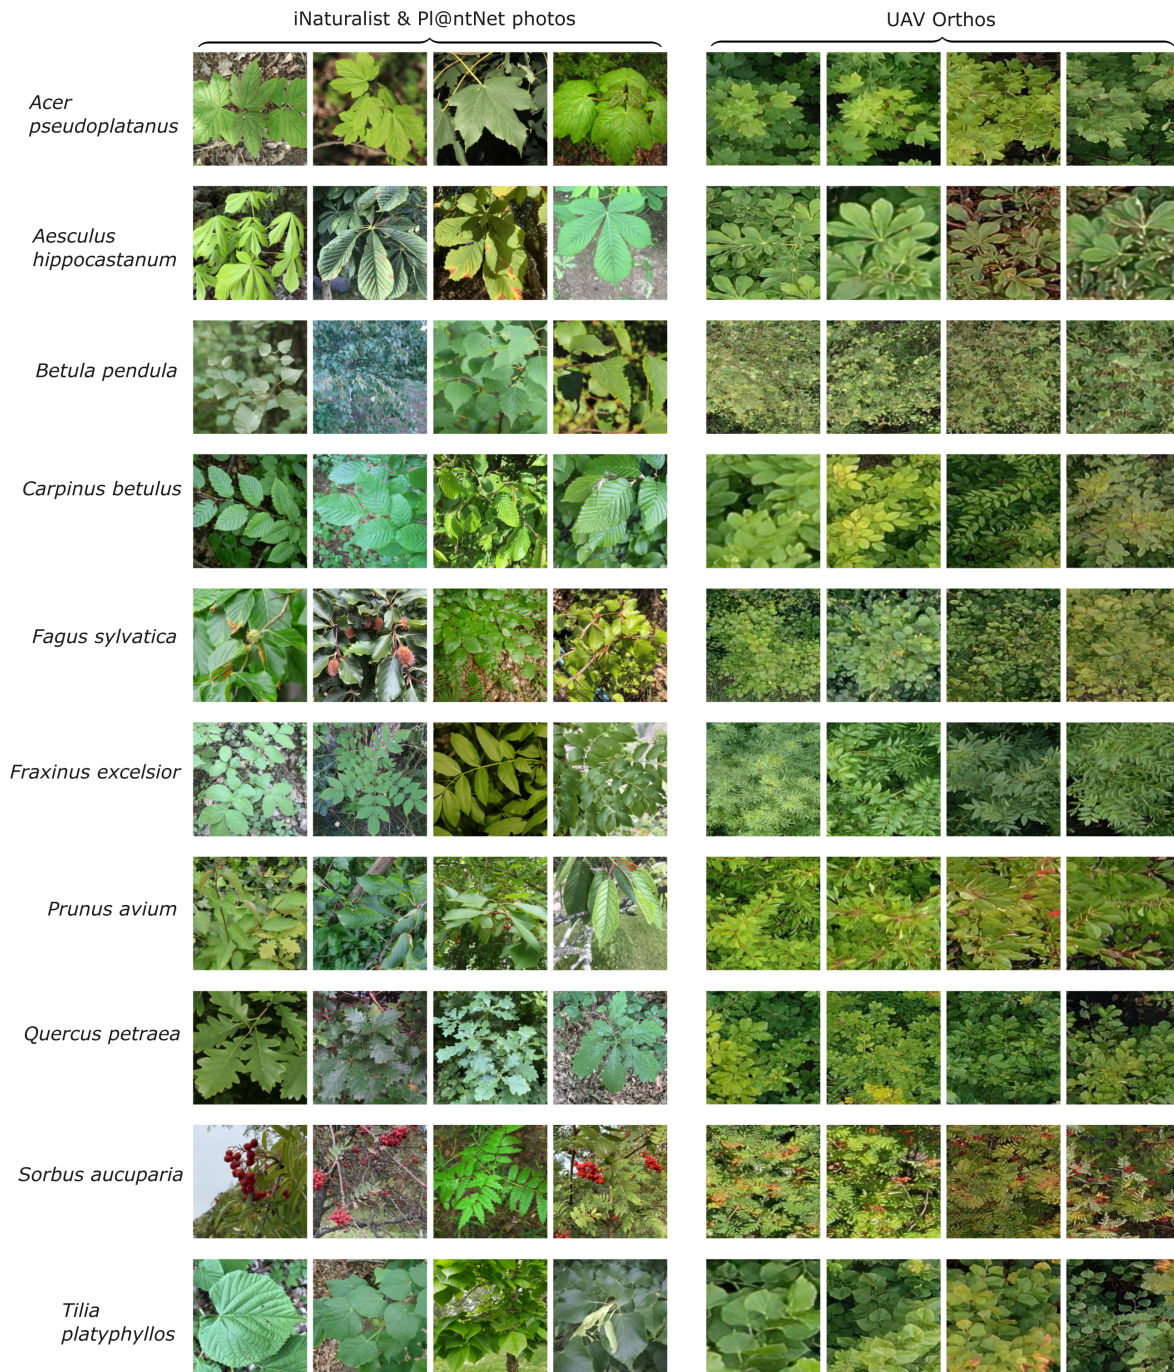 iNaturalist & Pl@ntNet photos
UAV Orthos
Acer
pseudoplatanus
Aesculus
hippocastanum
Betula pendula
Carpinus betulus
Fagus sylvatica
Fraxinus excelsior
Prunus avium
Quercus petraea
Sorbus aucuparia
Tilia
platyphyllos